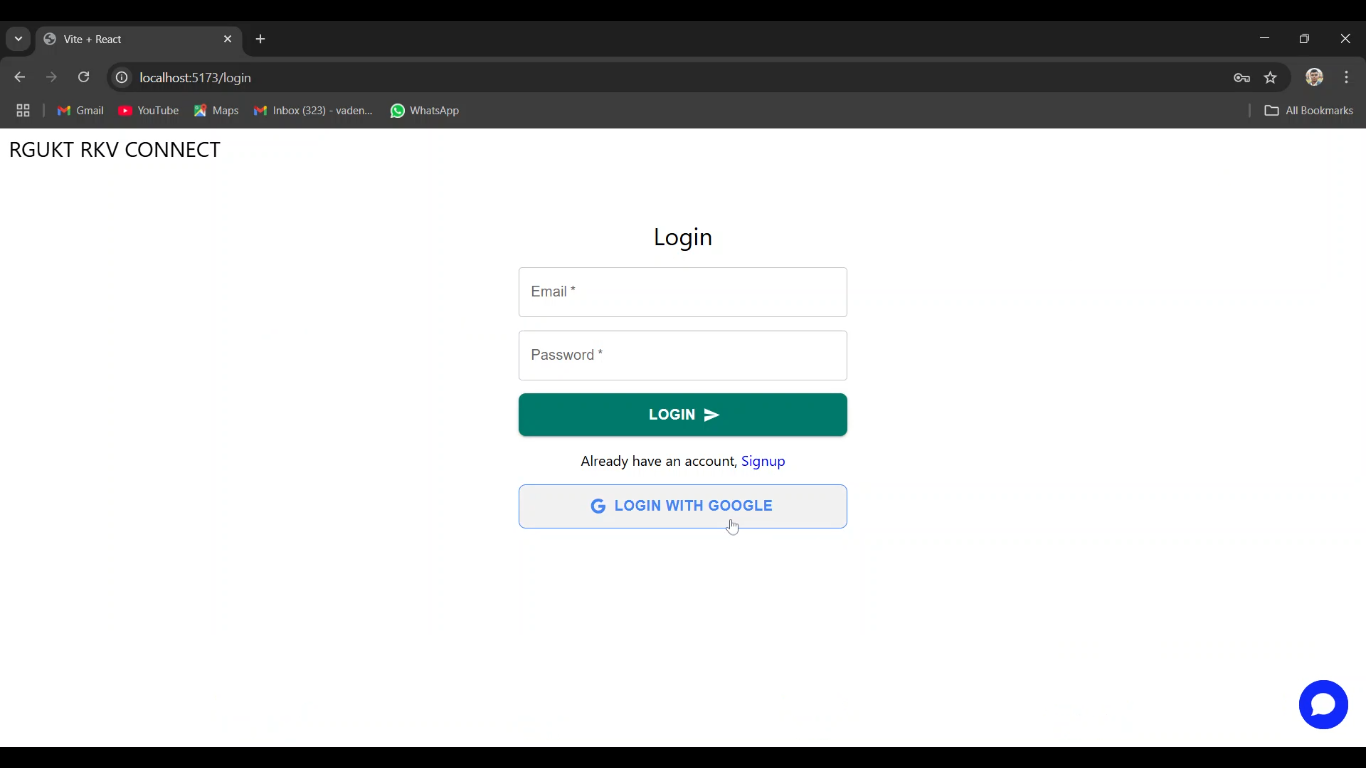 Vite + React
localhost:5173/login
Gmail YouTube Maps Inbox (323) - vaden... WhatsApp All Bookmarks
RGUKT RKV CONNECT
Login
Email *
Password *
LOGIN
Already have an account, Signup
G LOGIN WITH GOOGLE